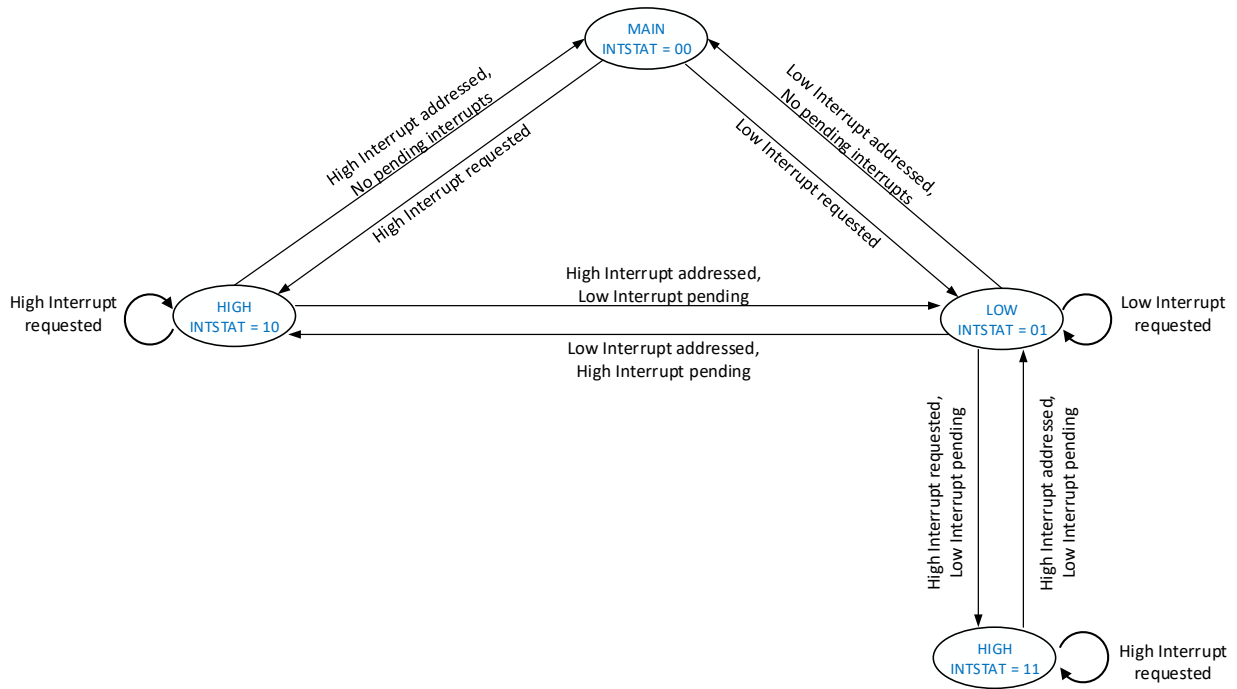 MAIN
INTSTAT = 00
High Interrupt addressed,
No pending interrupts
High Interrupt requested
Low Interrupt addressed,
No pending interrupts
Low Interrupt requested
High Interrupt
requested
HIGH
INTSTAT = 10
High Interrupt addressed,
Low Interrupt pending
Low Interrupt addressed,
High Interrupt pending
LOW
INTSTAT = 01
Low Interrupt
requested
High Interrupt requested,
Low Interrupt pending
High Interrupt addressed,
Low Interrupt pending
HIGH
INTSTAT = 11
High Interrupt
requested